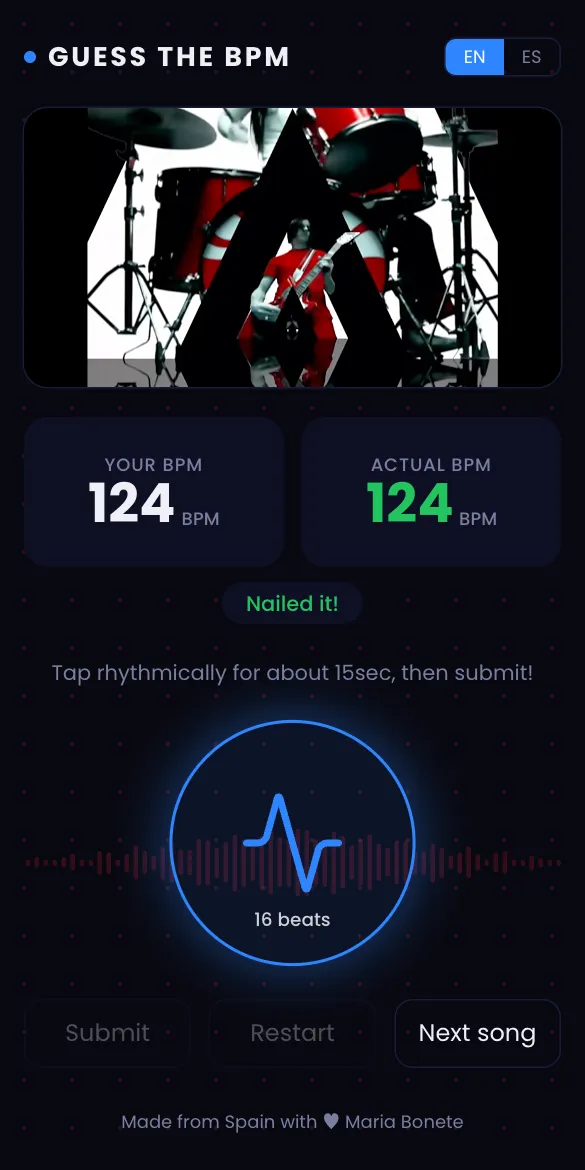 GUESS THE BPM
EN ES
YOUR BPM
124 BPM
ACTUAL BPM
124 BPM
Nailed it!
Tap rhythmically for about 15sec, then submit!
16 beats
Submit Restart Next song
Made from Spain with ♥ Maria Bonete